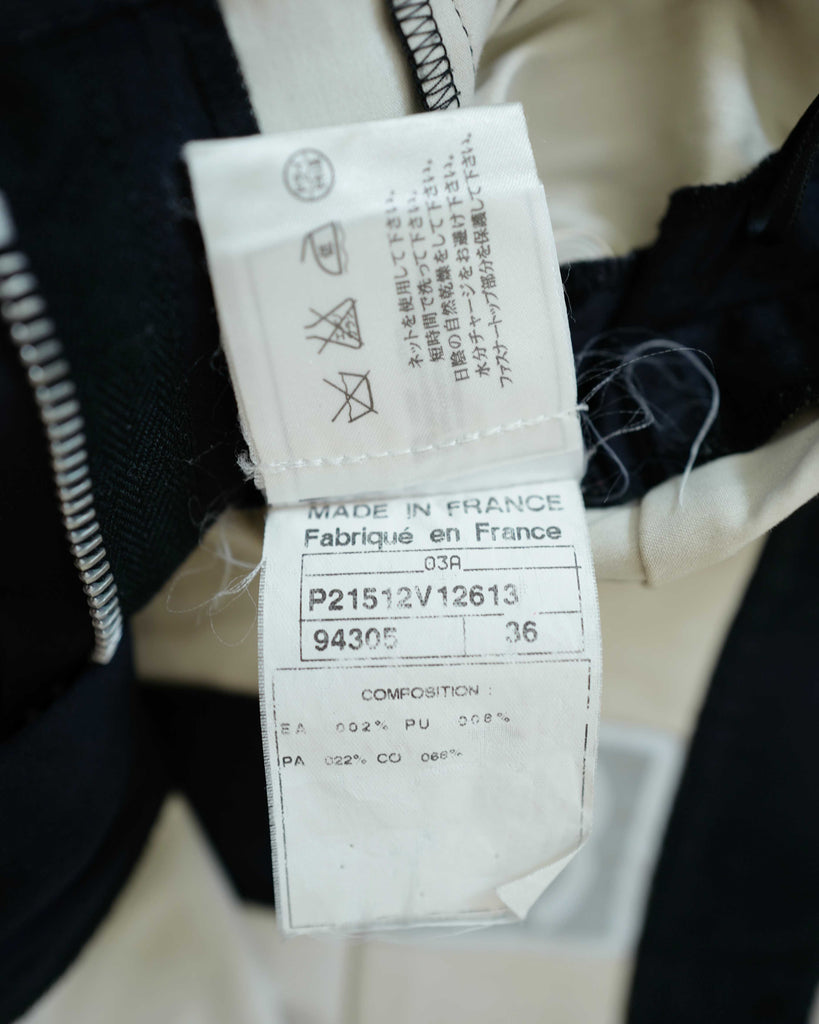 ネットを使用して下さい。
短時間で洗って下さい。
日陰の自然乾燥をして下さい。
水分チャージをお避け下さい。
ファスナートップ部分を保護して下さい。
MADE IN FRANCE
Fabriqué en France
03A
P21512V12613
94305 36
COMPOSITION :
EA 002% PU 008%
PA 022% CO 068%